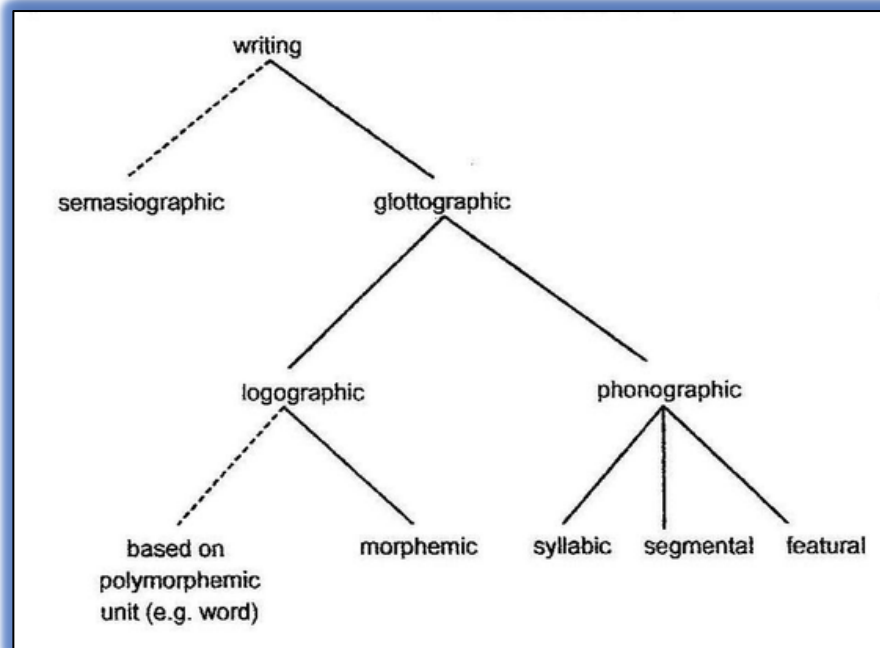 writing
semasiographic
glottographic
logographic
phonographic
based on
polymorphemic
unit (e.g. word)
morphemic
syllabic
segmental
featural